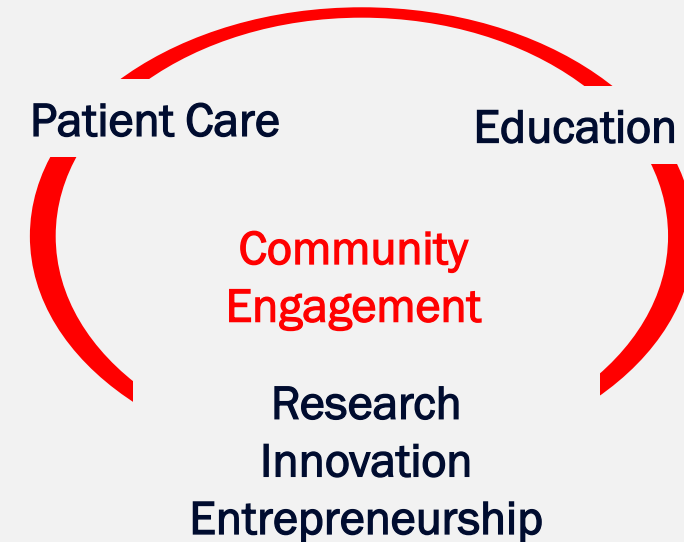 Patient Care
Education
Community
Engagement
Research
Innovation
Entrepreneurship